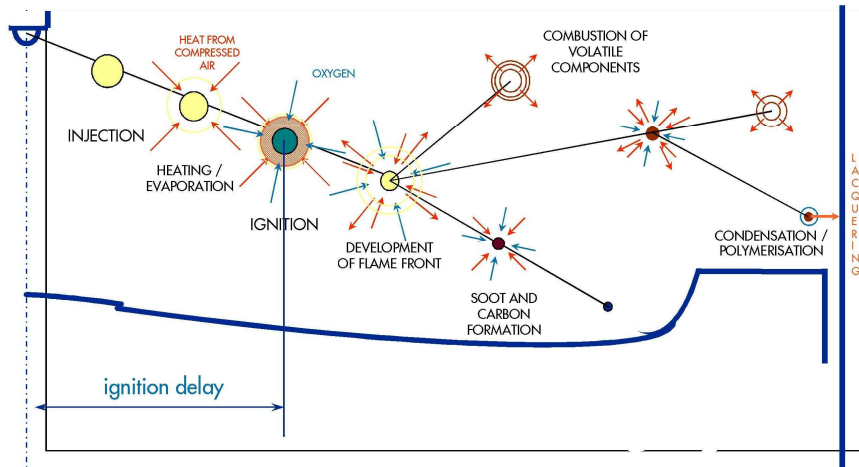 HEAT FROM
COMPRESSED
AIR
OXYGEN
COMBUSTION OF
VOLATILE
COMPONENTS
INJECTION
HEATING /
EVAPORATION
IGNITION
DEVELOPMENT
OF FLAME FRONT
SOOT AND
CARBON
FORMATION
CONDENSATION /
POLYMERISATION
LACQUERING
ignition delay